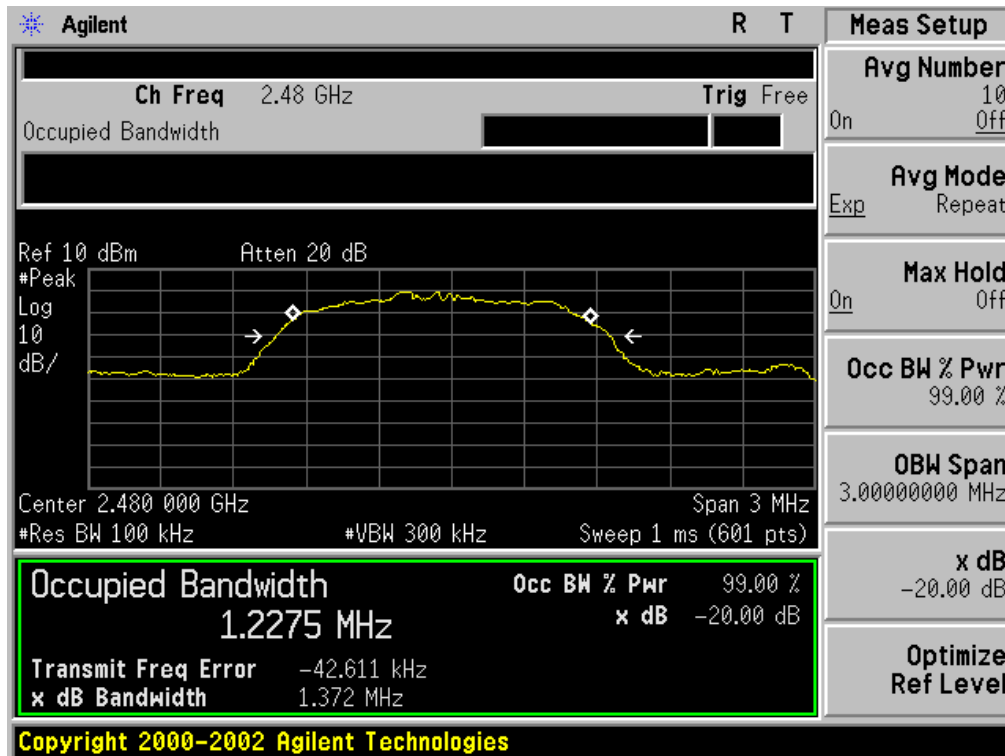 Agilent R T
Ch Freq 2.48 GHz Trig Free
Occupied Bandwidth
Ref 10 dBm Atten 20 dB
#Peak
Log
10
dB/
Center 2.480 000 GHz Span 3 MHz
#Res BW 100 kHz #VBW 300 kHz Sweep 1 ms (601 pts)
Occupied Bandwidth
1.2275 MHz
Occ BW % Pwr 99.00 %
x dB -20.00 dB
Transmit Freq Error -42.611 kHz
x dB Bandwidth 1.372 MHz
Copyright 2000-2002 Agilent Technologies
Meas Setup
Avg Number
10
On Off
Avg Mode
Exp Repeat
Max Hold
On Off
Occ BW % Pwr
99.00 %
OBW Span
3.00000000 MHz
x dB
-20.00 dB
Optimize
Ref Level